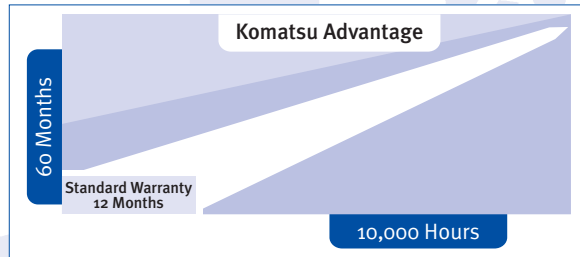 Komatsu Advantage
60 Months
Standard Warranty
12 Months
10,000 Hours